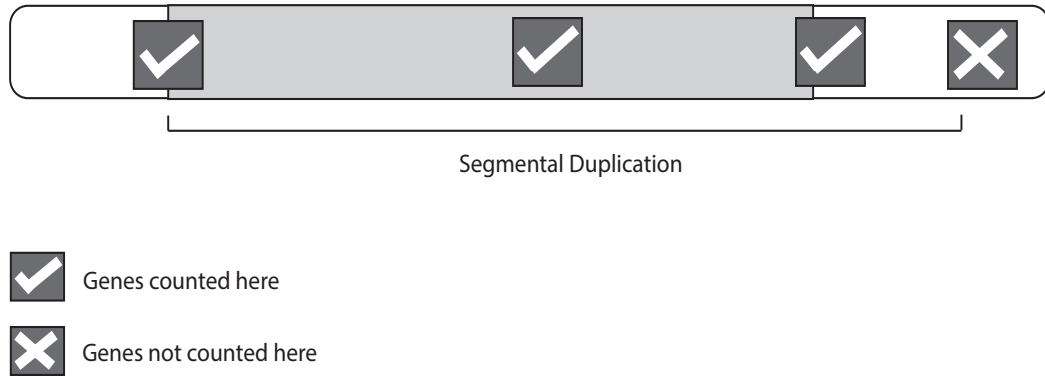 Segmental Duplication
Genes counted here
Genes not counted here